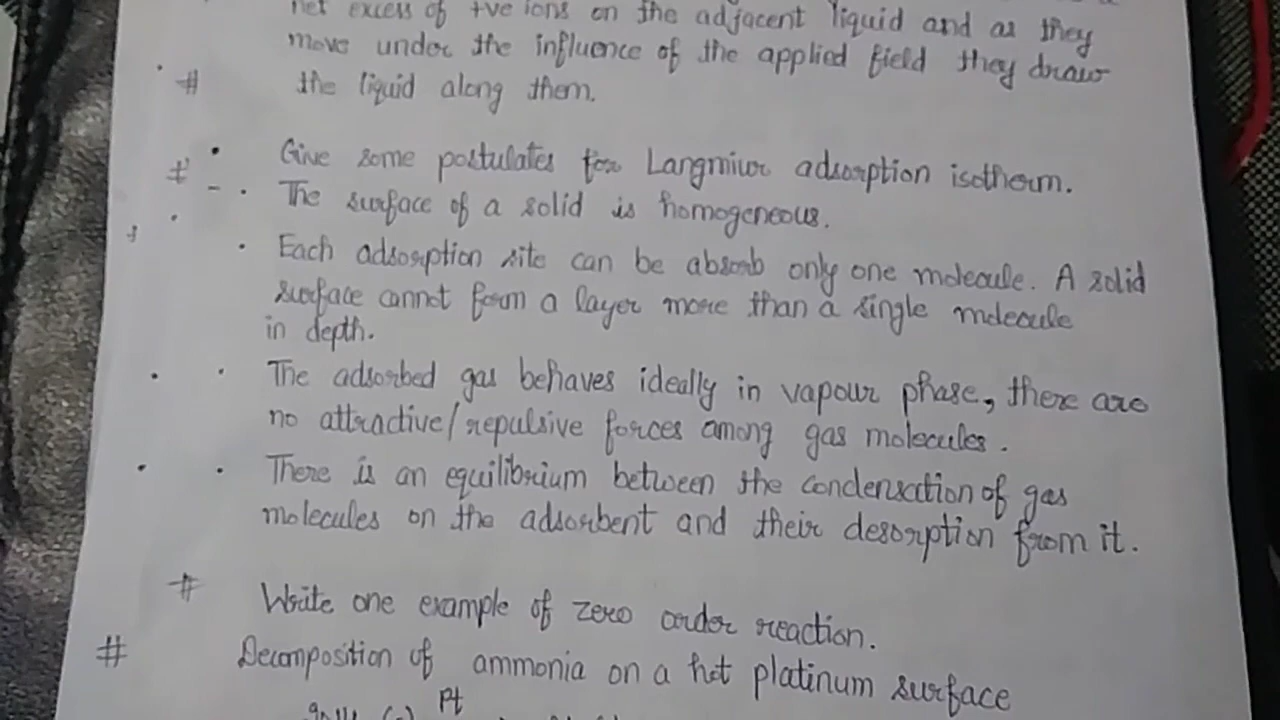 net excess of +ve ions on the adjacent liquid and as they
move under the influence of the applied field they draw
# the liquid along them.
# • Give some postulates for Langmiur adsorption isotherm.
- • The surface of a solid is homogeneous.
• Each adsorption site can be absorb only one molecule. A solid
surface cannot form a layer more than a single molecule
in depth.
• The adsorbed gas behaves ideally in vapour phase, there are
no attractive/repulsive forces among gas molecules.
• There is an equilibrium between the condensation of gas
molecules on the adsorbent and their desorption from it.
# Write one example of zero order reaction.
# Decomposition of ammonia on a hot platinum surface
Pt